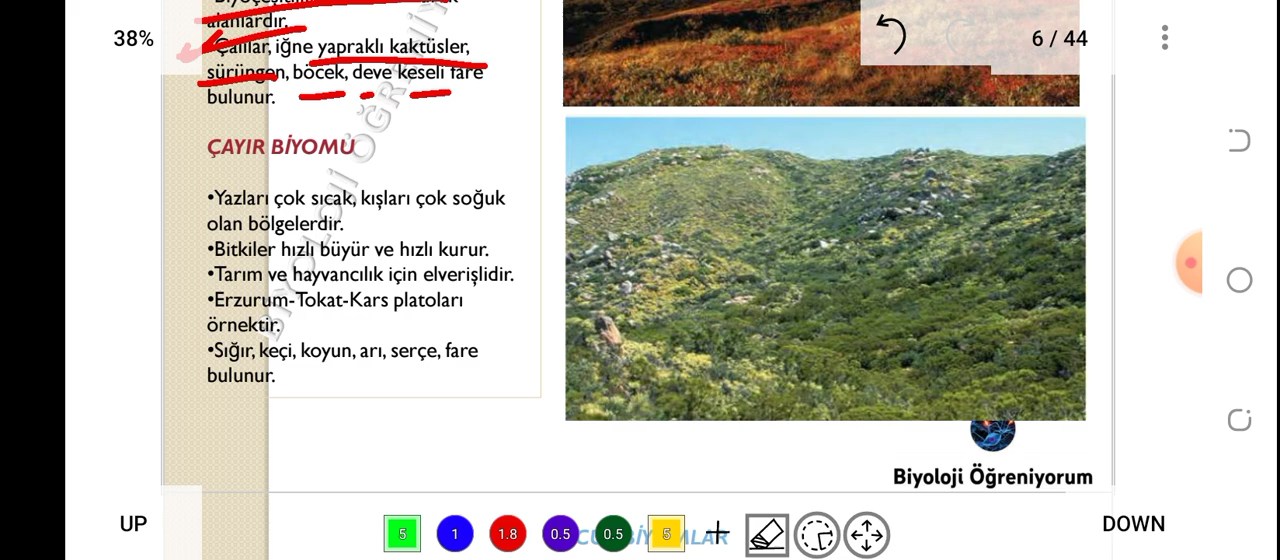 38%
6 / 44
alanlardır.
•Çalılar, iğne yapraklı kaktüsler,
sürüngen, böcek, deve keseli fare
bulunur.
ÇAYIR BİYOMU
•Yazları çok sıcak, kışları çok soğuk
olan bölgelerdir.
•Bitkiler hızlı büyür ve hızlı kurur.
•Tarım ve hayvancılık için elverişlidir.
•Erzurum-Tokat-Kars platoları
örnektir.
•Sığır, keçi, koyun, arı, serçe, fare
bulunur.
Biyoloji Öğreniyorum
UP
5
1
1.8
0.5
0.5
5
DOWN